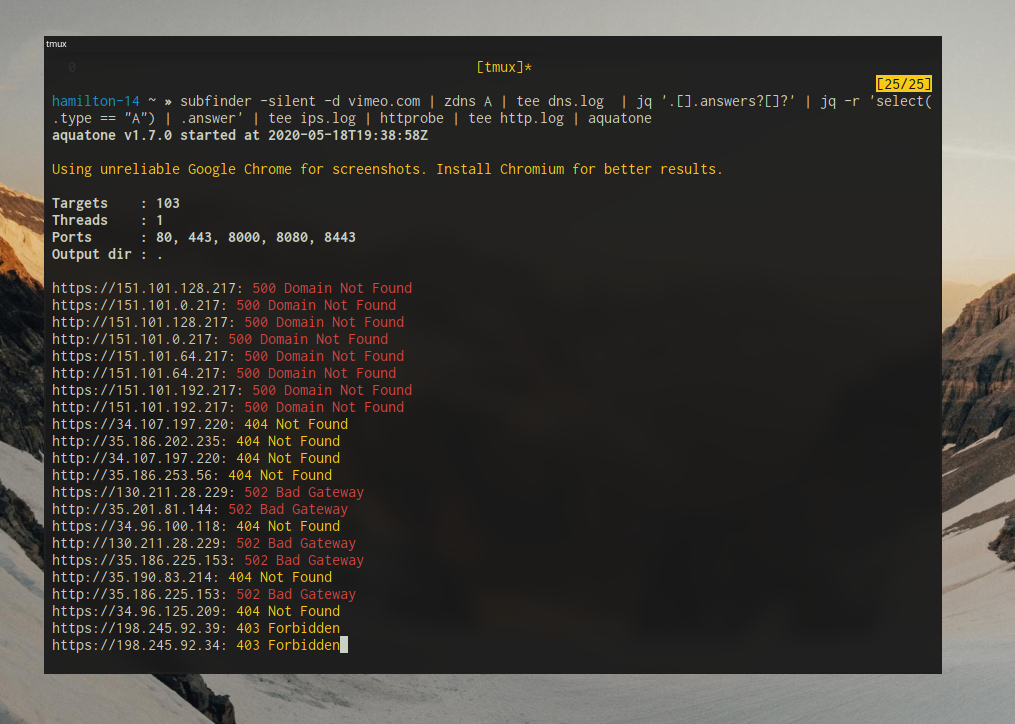 tmux
0 [tmux]*
[25/25]
hamilton-14 ~ » subfinder -silent -d vimeo.com | zdns A | tee dns.log  | jq '.[].answers?[]?' | jq -r 'select(
.type == "A") | .answer' | tee ips.log | httprobe | tee http.log | aquatone
aquatone v1.7.0 started at 2020-05-18T19:38:58Z
Using unreliable Google Chrome for screenshots. Install Chromium for better results.
Targets    : 103
Threads    : 1
Ports      : 80, 443, 8000, 8080, 8443
Output dir : .
https://151.101.128.217: 500 Domain Not Found
https://151.101.0.217: 500 Domain Not Found
http://151.101.128.217: 500 Domain Not Found
http://151.101.0.217: 500 Domain Not Found
https://151.101.64.217: 500 Domain Not Found
http://151.101.64.217: 500 Domain Not Found
https://151.101.192.217: 500 Domain Not Found
http://151.101.192.217: 500 Domain Not Found
https://34.107.197.220: 404 Not Found
http://35.186.202.235: 404 Not Found
http://34.107.197.220: 404 Not Found
http://35.186.253.56: 404 Not Found
https://130.211.28.229: 502 Bad Gateway
http://35.201.81.144: 502 Bad Gateway
https://34.96.100.118: 404 Not Found
http://130.211.28.229: 502 Bad Gateway
https://35.186.225.153: 502 Bad Gateway
http://35.190.83.214: 404 Not Found
http://35.186.225.153: 502 Bad Gateway
https://34.96.125.209: 404 Not Found
https://198.245.92.39: 403 Forbidden
https://198.245.92.34: 403 Forbidden